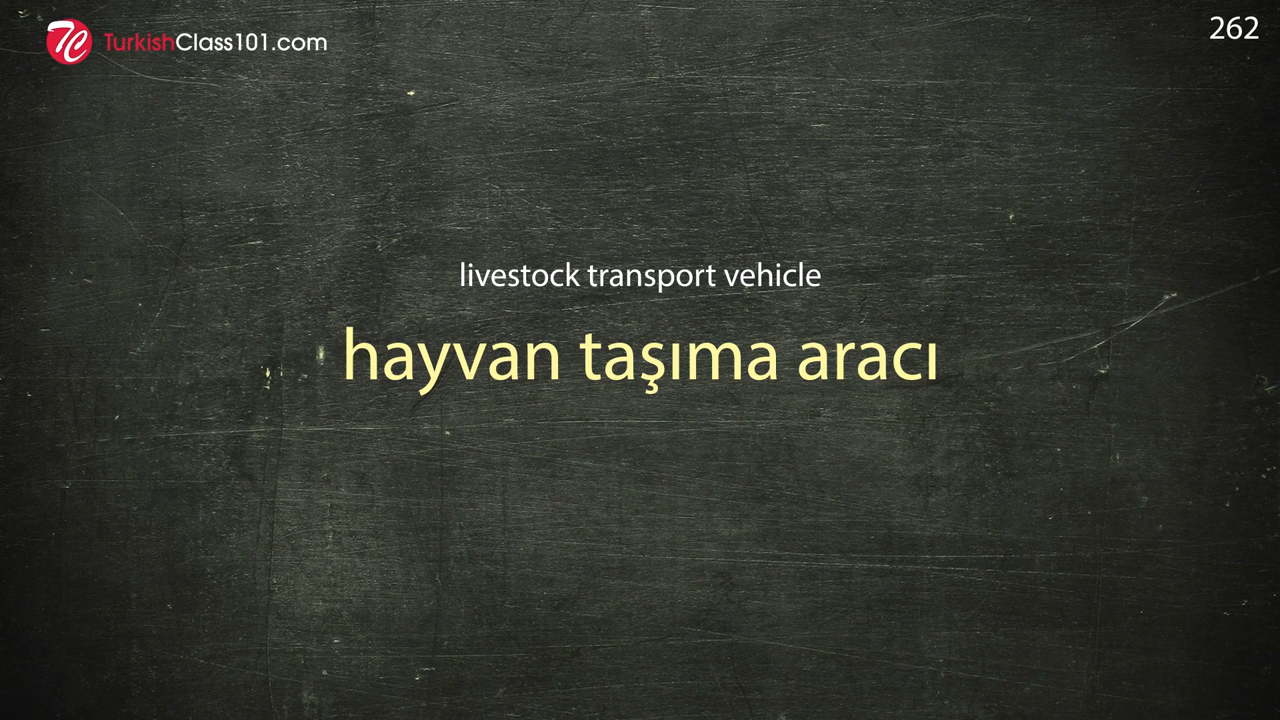 TurkishClass101.com
262
livestock transport vehicle
hayvan taşıma aracı